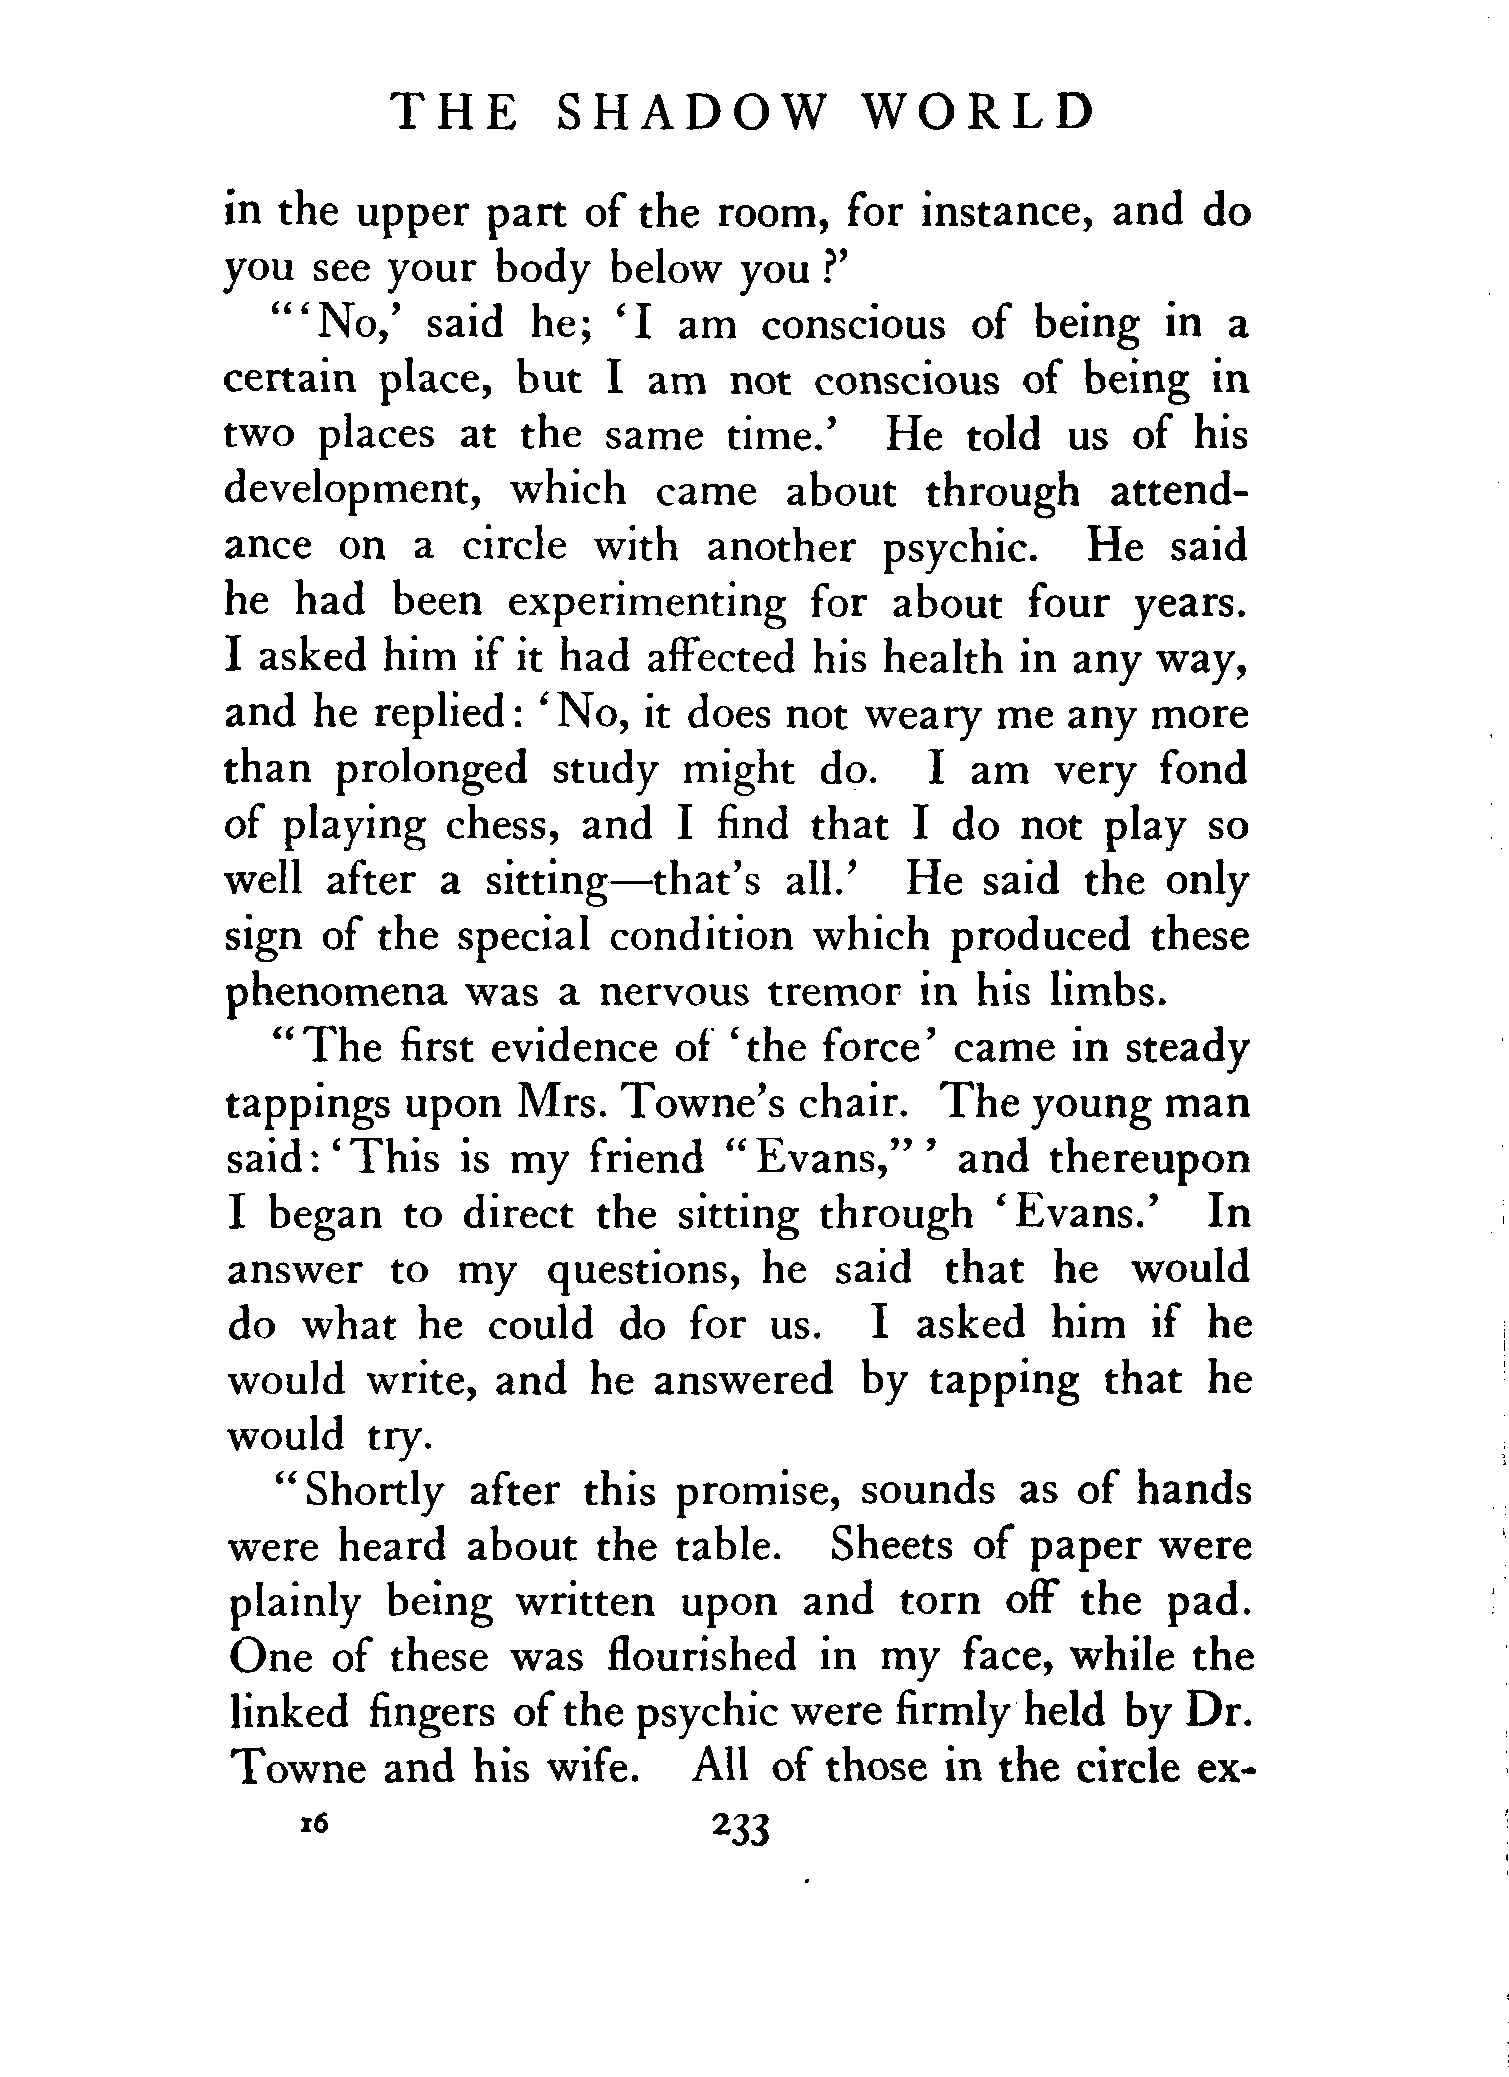 THE SHADOW WORLD
in the upper part of the room, for instance, and do
you see your body below you?’
“‘No,’ said he; ‘I am conscious of being in a
certain place, but I am not conscious of being in
two places at the same time.’ He told us of his
development, which came about through attend-
ance on a circle with another psychic. He said
he had been experimenting for about four years.
I asked him if it had affected his health in any way,
and he replied: ‘No, it does not weary me any more
than prolonged study might do. I am very fond
of playing chess, and I find that I do not play so
well after a sitting—that’s all.’ He said the only
sign of the special condition which produced these
phenomena was a nervous tremor in his limbs.
“The first evidence of ‘the force’ came in steady
tappings upon Mrs. Towne’s chair. The young man
said: ‘This is my friend “Evans,”’ and thereupon
I began to direct the sitting through ‘Evans.’ In
answer to my questions, he said that he would
do what he could do for us. I asked him if he
would write, and he answered by tapping that he
would try.
“Shortly after this promise, sounds as of hands
were heard about the table. Sheets of paper were
plainly being written upon and torn off the pad.
One of these was flourished in my face, while the
linked fingers of the psychic were firmly held by Dr.
Towne and his wife. All of those in the circle ex-
16 233